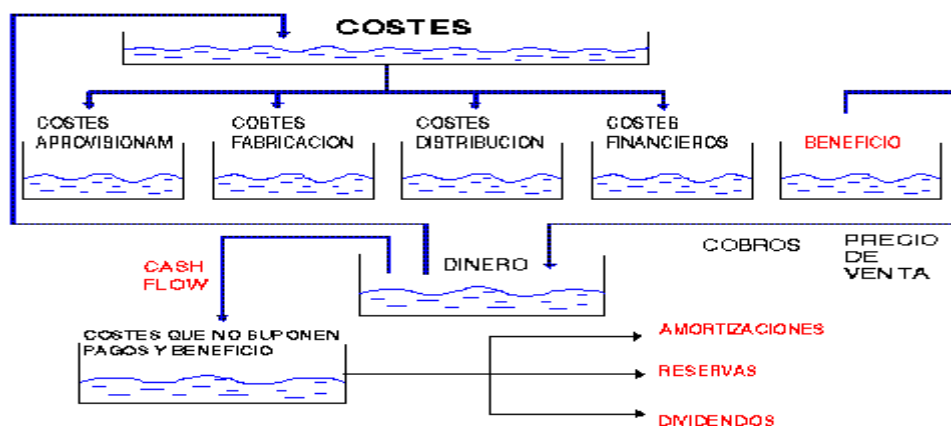 COSTES
COSTES
APROVISIONAM
COSTES
FABRICACION
COSTES
DISTRIBUCION
COSTES
FINANCIEROS
BENEFICIO
COBROS
PRECIO
DE
VENTA
CASH
FLOW
DINERO
COSTES QUE NO SUPONEN
PAGOS Y BENEFICIO
AMORTIZACIONES
RESERVAS
DIVIDENDOS